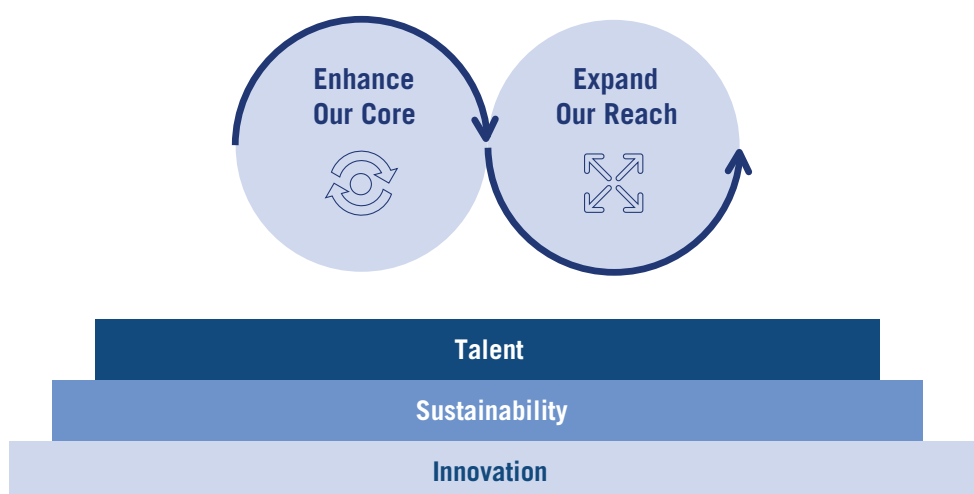 Enhance
Our Core
Expand
Our Reach
Talent
Sustainability
Innovation